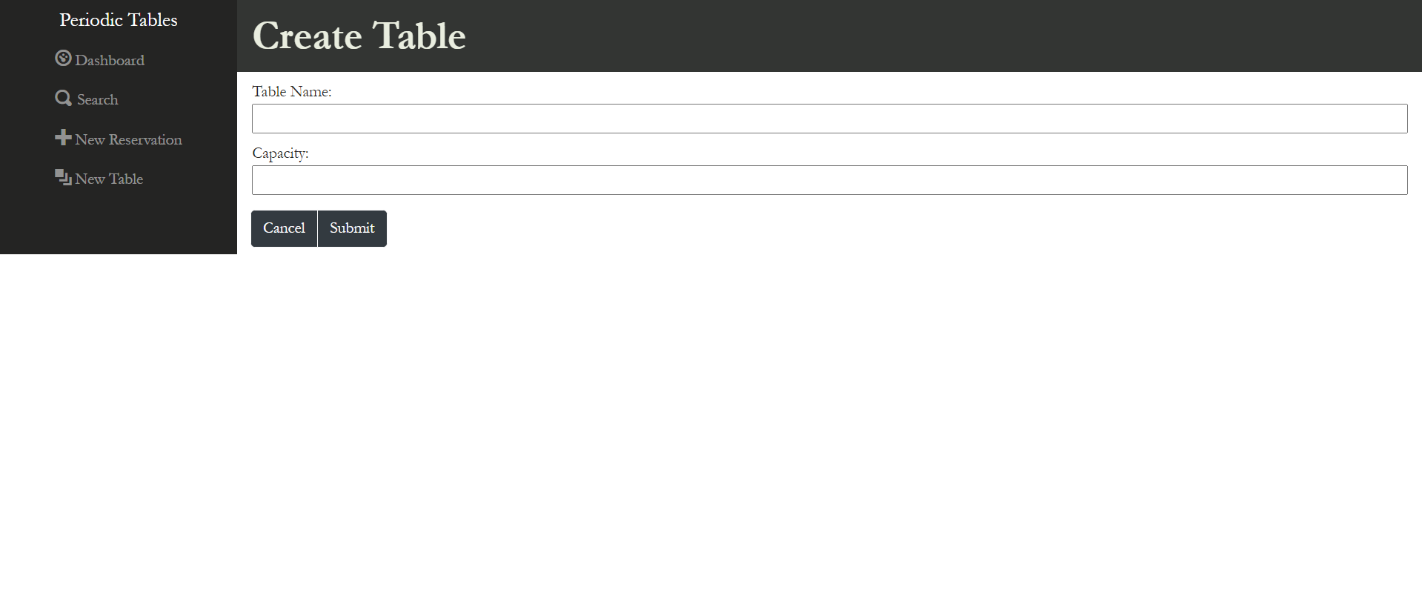 Periodic Tables
Dashboard
Search
New Reservation
New Table
Create Table
Table Name:
Capacity:
Cancel Submit